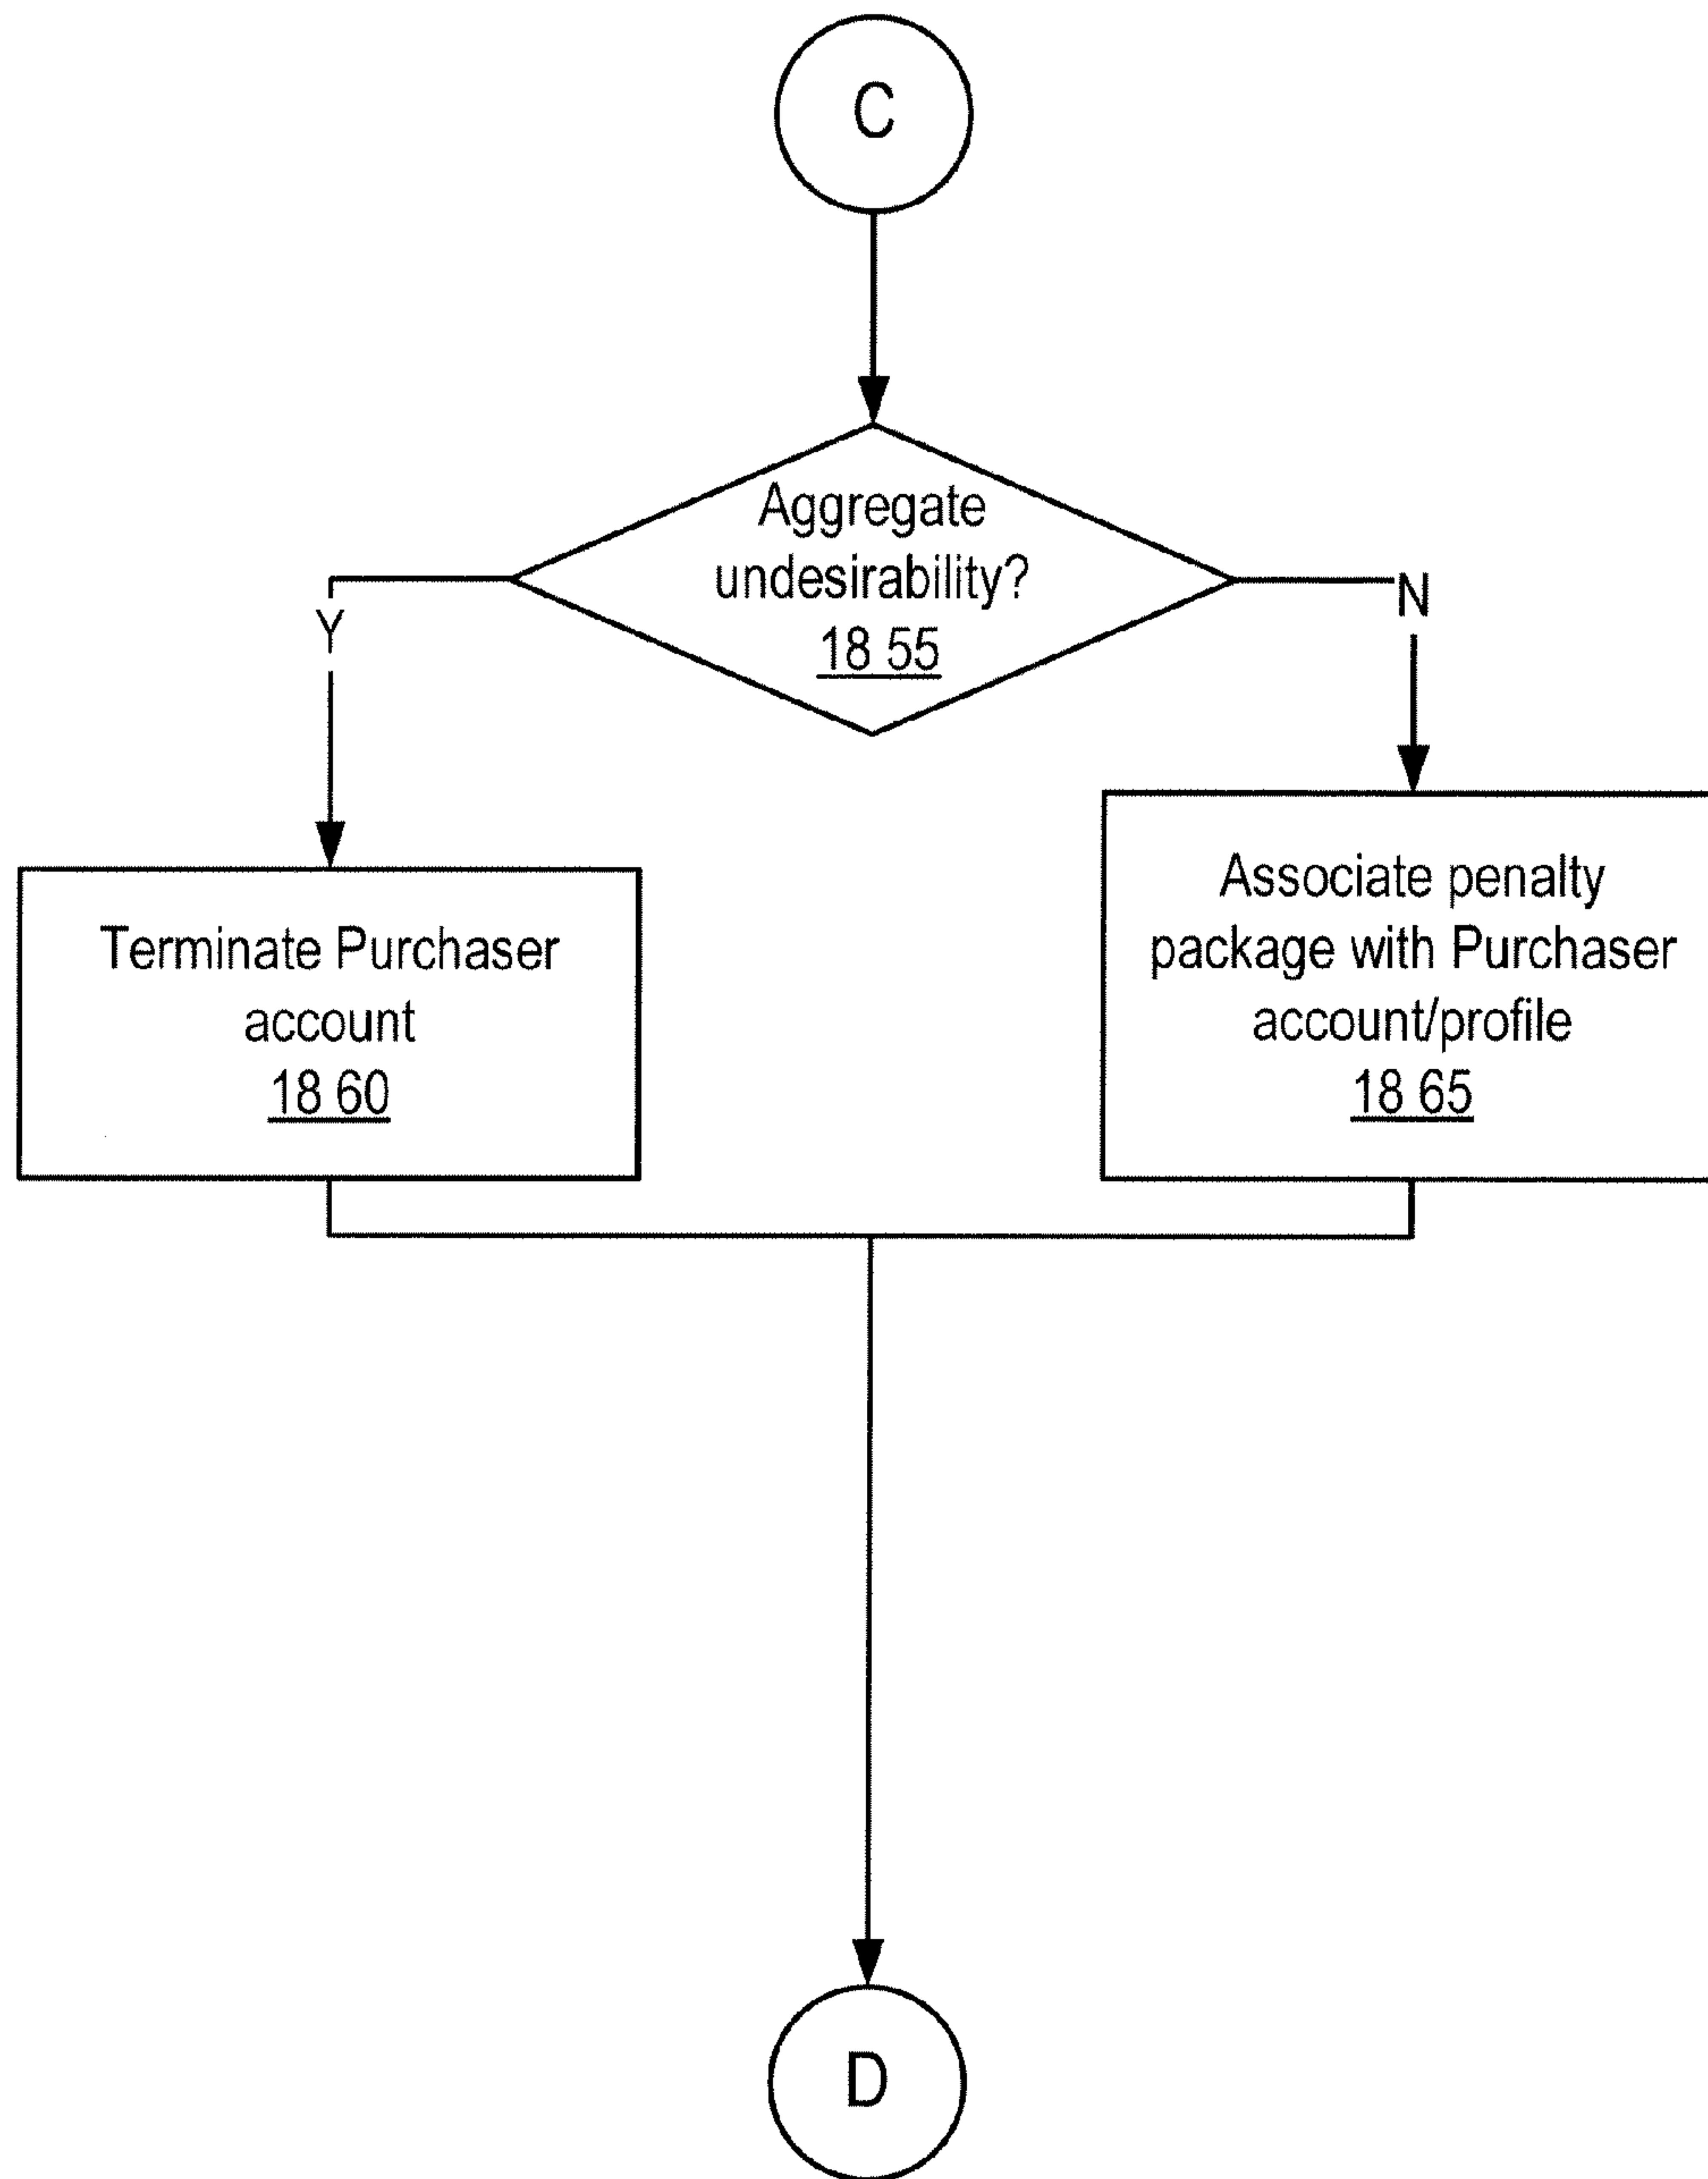 C
Aggregate
undesirability?
18 55
Y
N
Terminate Purchaser
account
18 60
Associate penalty
package with Purchaser
account/profile
18 65
D